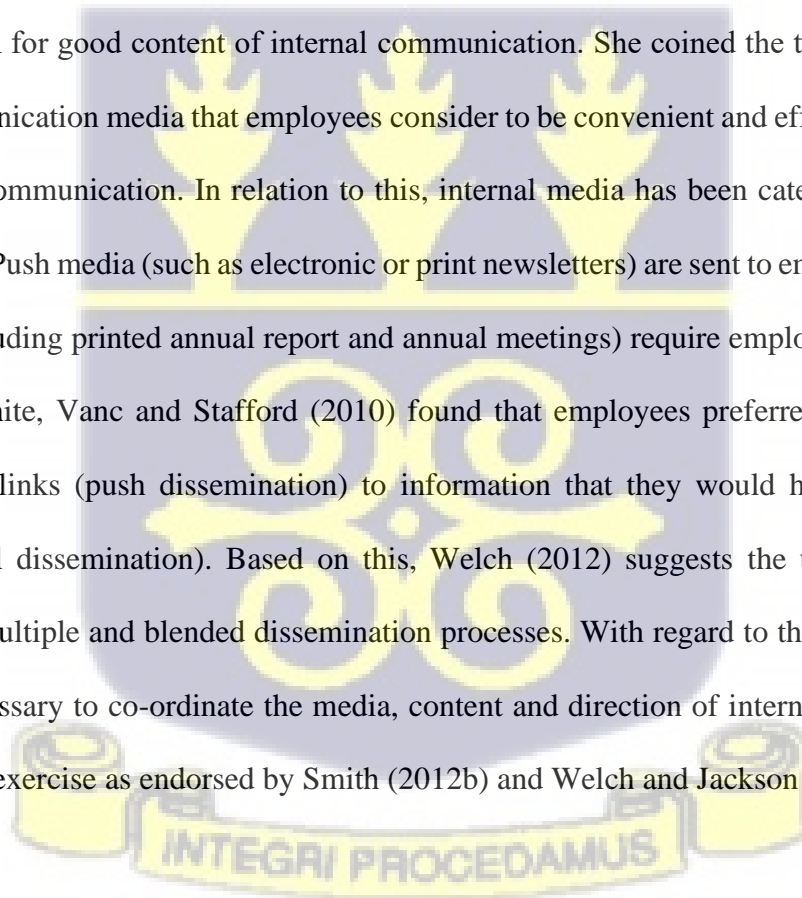 for good content of internal communication. She coined the t
nication media that employees consider to be convenient and ef
ommunication. In relation to this, internal media has been cate
Push media (such as electronic or print newsletters) are sent to en
uding printed annual report and annual meetings) require emplo
nite, Vanc and Stafford (2010) found that employees preferre
links (push dissemination) to information that they would h
l dissemination). Based on this, Welch (2012) suggests the
ultiple and blended dissemination processes. With regard to th
ssary to co-ordinate the media, content and direction of intern
exercise as endorsed by Smith (2012b) and Welch and Jackson
INTEGRI PROCEDAMUS